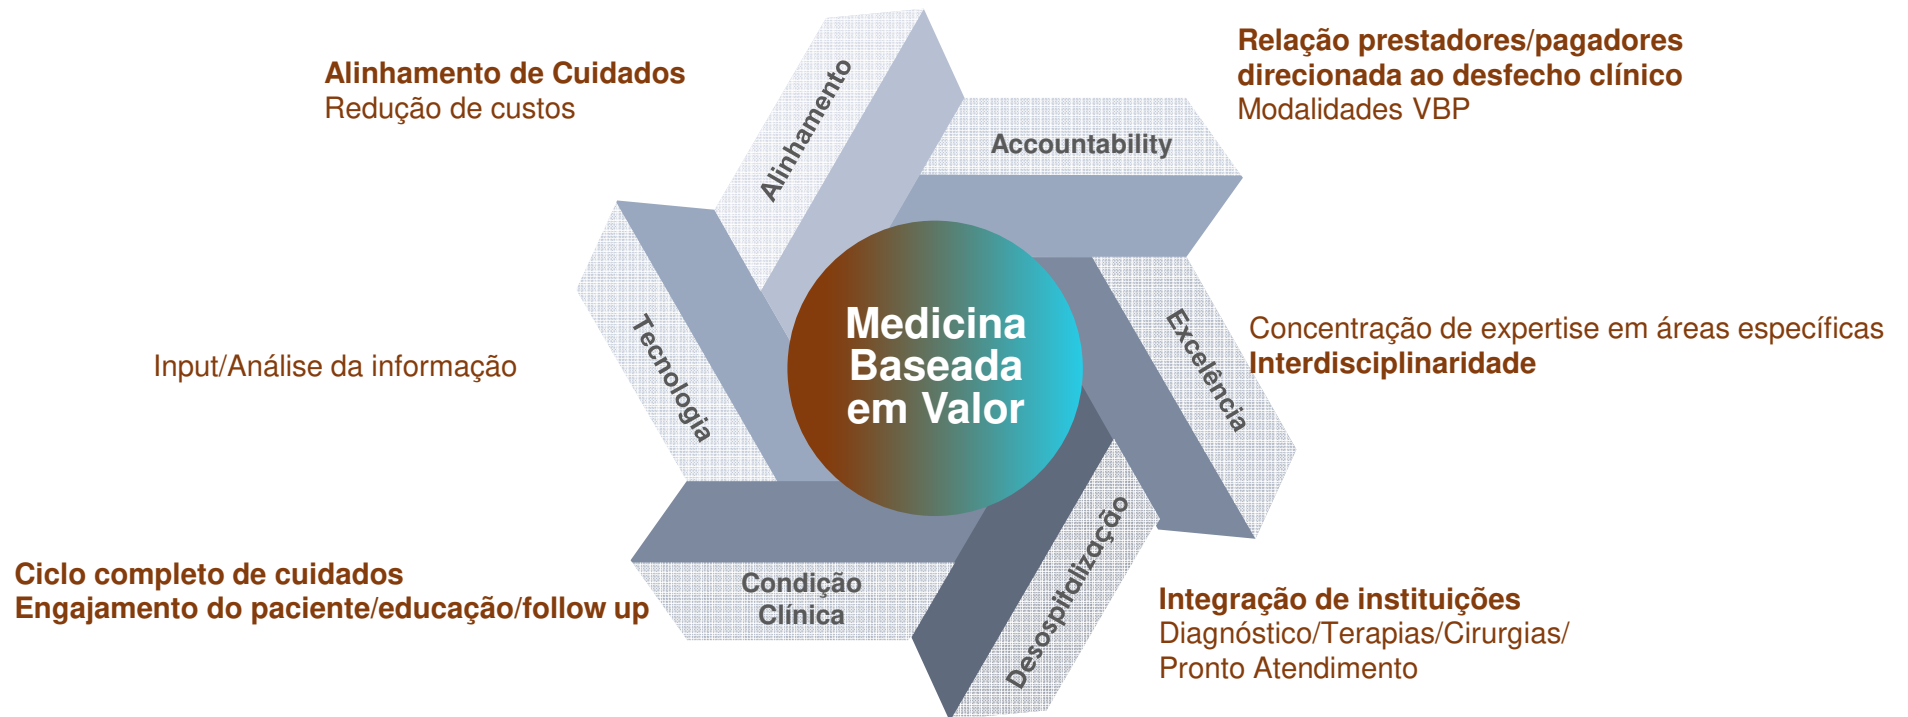 Alinhamento de Cuidados
Redução de custos
Alinhamento
Relação prestadores/pagadores
direcionada ao desfecho clínico
Modalidades VBP
Accountability
Excelência
Concentração de expertise em áreas específicas
Interdisciplinaridade
Medicina
Baseada
em Valor
Tecnologia
Input/Análise da informação
Ciclo completo de cuidados
Engajamento do paciente/educação/follow up
Condição
Clínica
Desospitalização
Integração de instituições
Diagnóstico/Terapias/Cirurgias/
Pronto Atendimento